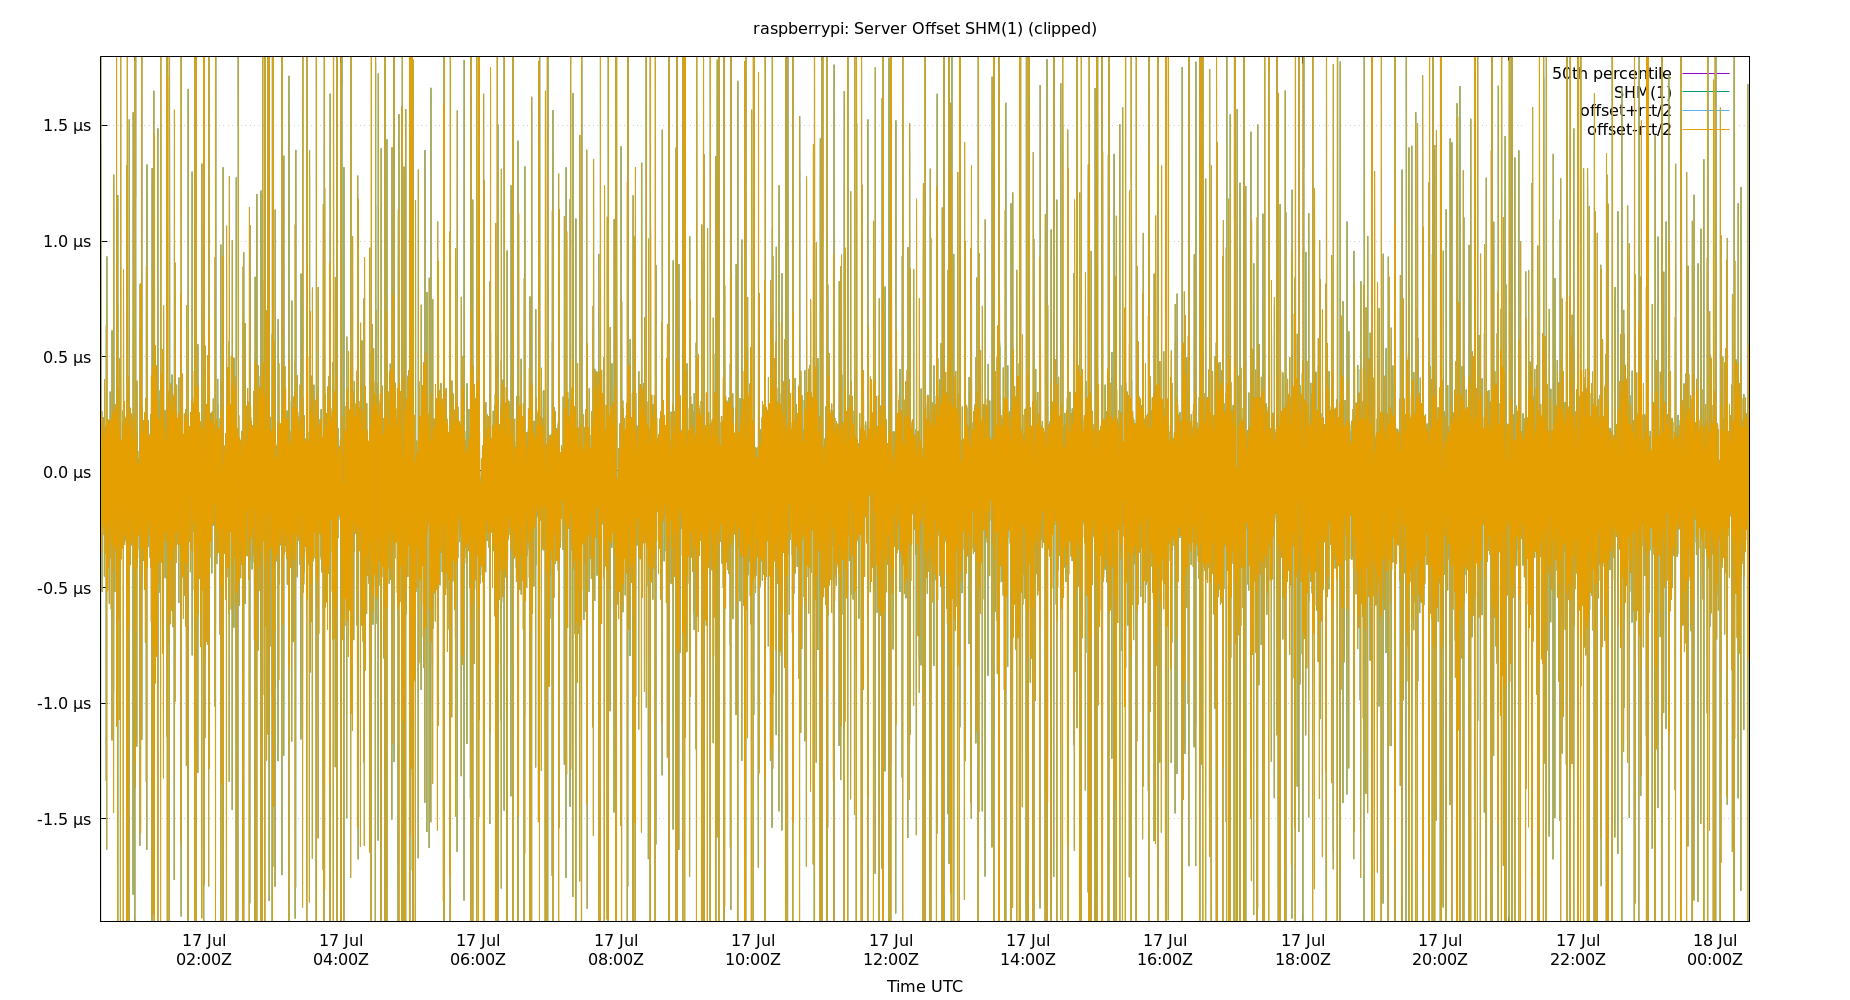 raspberrypi: Server Offset SHM(1) (clipped)
50th percentile
SHM(1)
offset+rtt/2
offset-rtt/2
1.5 µs
1.0 µs
0.5 µs
0.0 µs
-0.5 µs
-1.0 µs
-1.5 µs
17 Jul 17 Jul 17 Jul 17 Jul 17 Jul 17 Jul 17 Jul 17 Jul 17 Jul 17 Jul 17 Jul 18 Jul
02:00Z 04:00Z 06:00Z 08:00Z 10:00Z 12:00Z 14:00Z 16:00Z 18:00Z 20:00Z 22:00Z 00:00Z
Time UTC